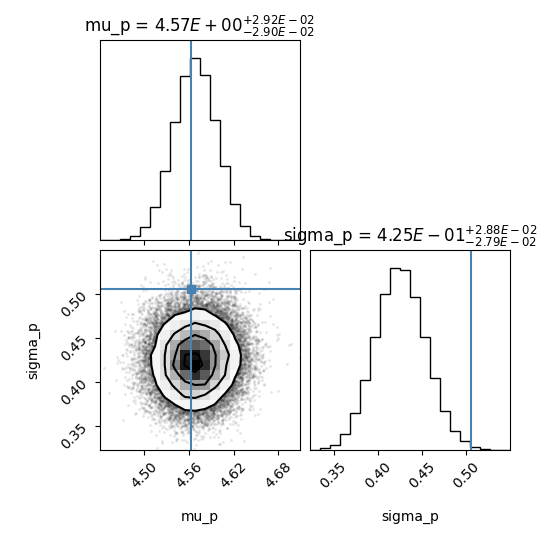 mu_p = 4.57E + 00+2.92E − 02 −2.90E − 02
sigma_p = 4.25E − 01+2.88E − 02 −2.79E − 02
sigma_p
0.50
0.45
0.40
0.35
4.50 4.56 4.62 4.68
0.35 0.40 0.45 0.50
mu_p
sigma_p